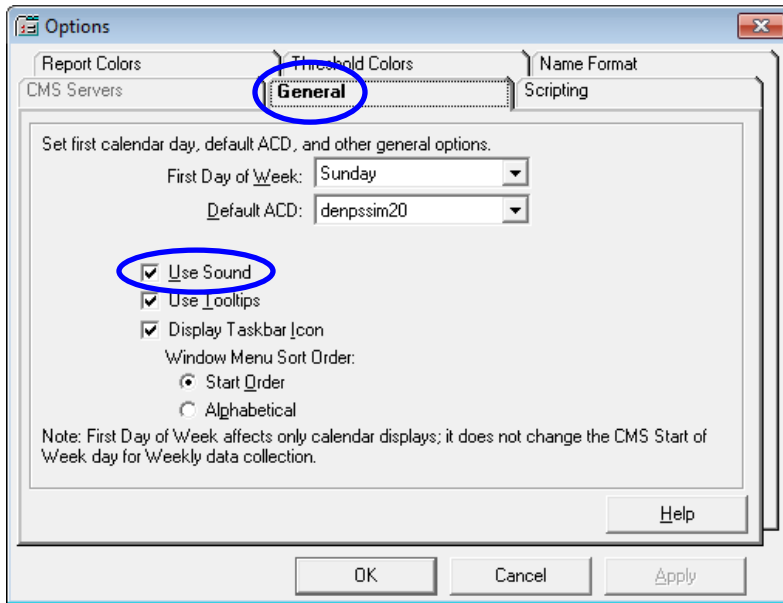 Options
Report Colors
Threshold Colors
Name Format
CMS Servers
General
Scripting
Set first calendar day, default ACD, and other general options.
First Day of Week: Sunday
Default ACD: denpssim20
Use Sound
Use Tooltips
Display Taskbar Icon
Window Menu Sort Order:
Start Order
Alphabetical
Note: First Day of Week affects only calendar displays; it does not change the CMS Start of
Week day for Weekly data collection.
Help
OK
Cancel
Apply